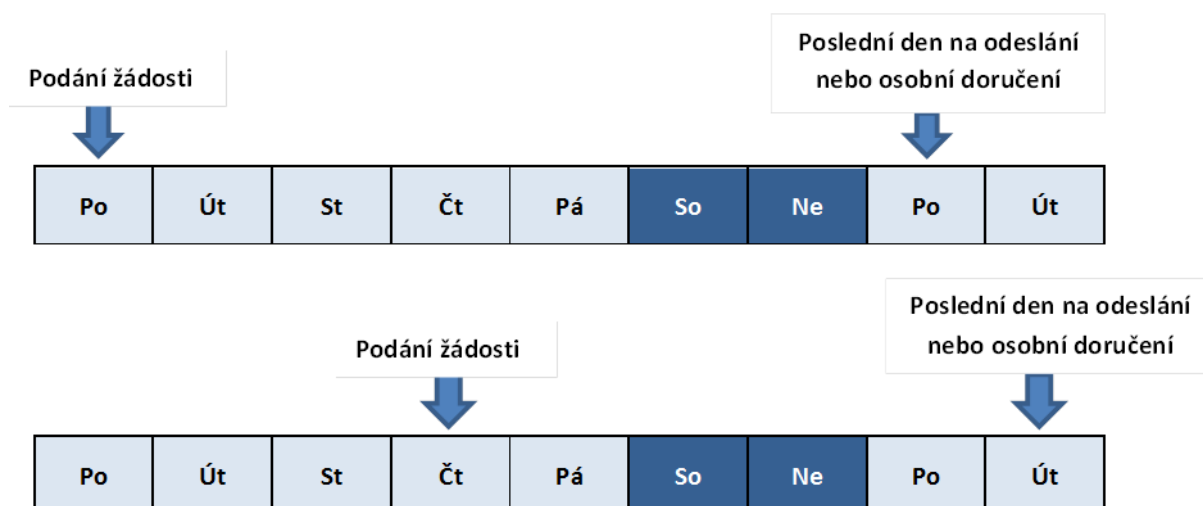 Poslední den na odeslání
nebo osobní doručení
Podání žádosti
Po Út St Čt Pá So Ne Po Út
Poslední den na odeslání
nebo osobní doručení
Podání žádosti
Po Út St Čt Pá So Ne Po Út